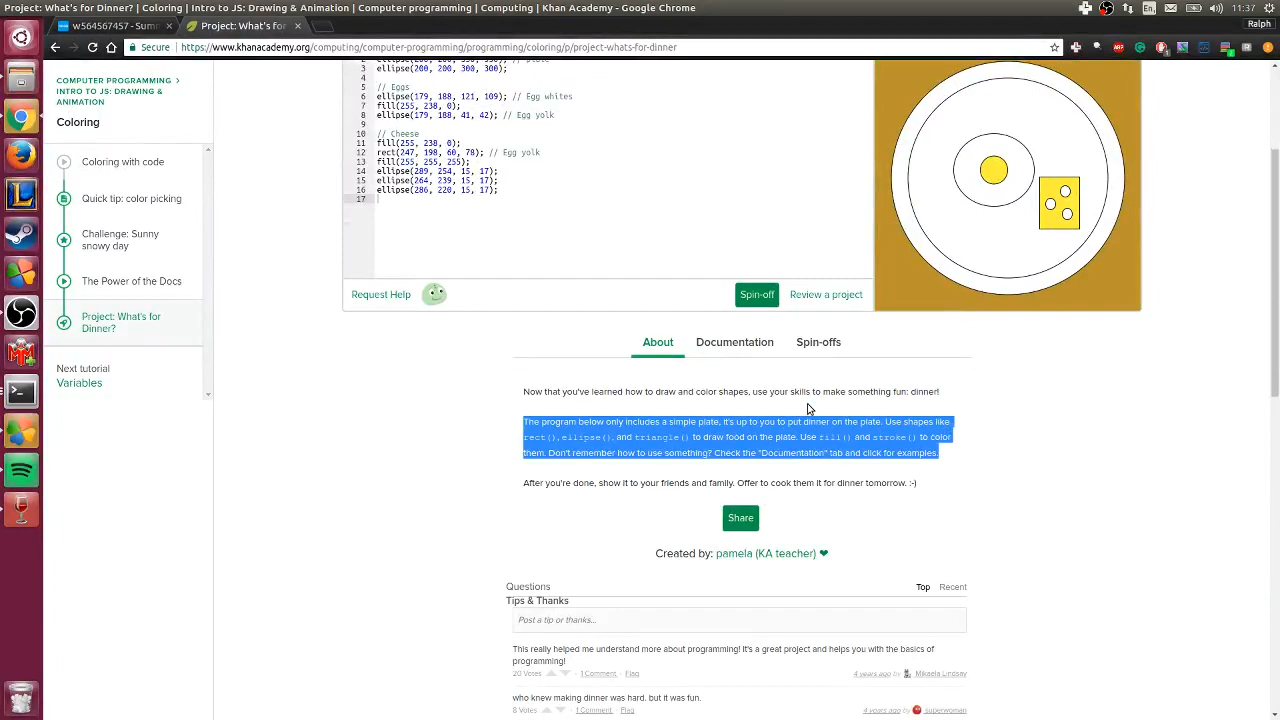 Project: What's for Dinner? | Coloring | Intro to JS: Drawing & Animation | Computer programming | Computing | Khan Academy - Google Chrome
En
11:37
w564567457 - Summ
Project: What's for D
Ralph
Secure
https://www.khanacademy.org/computing/computer-programming/programming/coloring/p/project-whats-for-dinner
COMPUTER PROGRAMMING >
INTRO TO JS: DRAWING &
ANIMATION
Coloring
Coloring with code
Quick tip: color picking
Challenge: Sunny
snowy day
The Power of the Docs
Project: What's for
Dinner?
Next tutorial
Variables
3 ellipse(200, 200, 300, 300);
4
5 // Eggs
6 ellipse(179, 188, 121, 109); // Egg whites
7 fill(255, 238, 0);
8 ellipse(179, 188, 41, 42); // Egg yolk
9
10 // Cheese
11 fill(255, 238, 0);
12 rect(247, 198, 60, 78); // Egg yolk
13 fill(255, 255, 255);
14 ellipse(289, 254, 15, 17);
15 ellipse(264, 239, 15, 17);
16 ellipse(286, 220, 15, 17);
17
Request Help
Spin-off
Review a project
About
Documentation
Spin-offs
Now that you've learned how to draw and color shapes, use your skills to make something fun: dinner!
The program below only includes a simple plate, it's up to you to put dinner on the plate. Use shapes like
rect(), ellipse(), and triangle() to draw food on the plate. Use fill() and stroke() to color
them. Don't remember how to use something? Check the "Documentation" tab and click for examples.
After you're done, show it to your friends and family. Offer to cook them it for dinner tomorrow. :-)
Share
Created by: pamela (KA teacher) ❤
Questions
Top Recent
Tips & Thanks
Post a tip or thanks...
This really helped me understand more about programming! It's a great project and helps you with the basics of
programming!
20 Votes · 1 Comment · Flag
4 years ago by Mikaela Lindsay
who knew making dinner was hard. but it was fun.
8 Votes · 1 Comment · Flag
4 years ago by superwoman